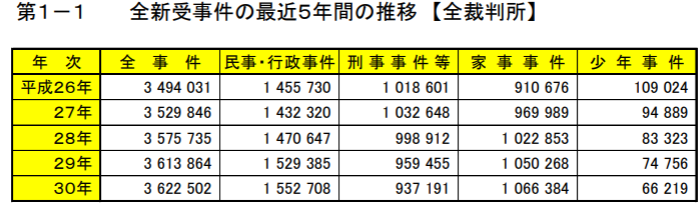 第１－１　　全新受事件の最近５年間の推移【全裁判所】
年　次　全　事　件　民事・行政事件　刑事事件等　家事事件　少年事件
平成２６年　3 494 031　1 455 730　1 018 601　910 676　109 024
２７年　3 529 846　1 432 320　1 032 648　969 989　94 889
２８年　3 575 735　1 470 647　998 912　1 022 853　83 323
２９年　3 613 864　1 529 385　959 455　1 050 268　74 756
３０年　3 622 502　1 552 708　937 191　1 066 384　66 219